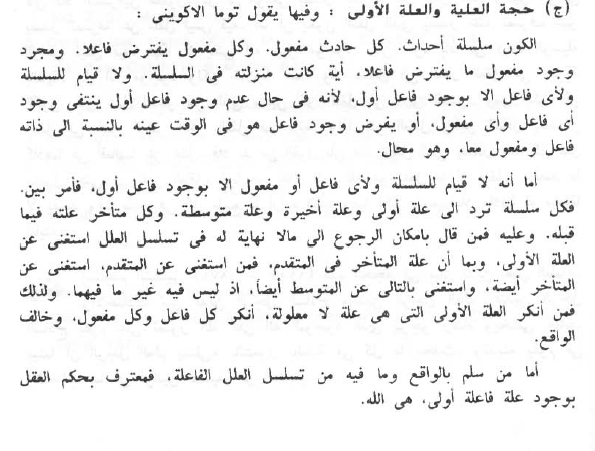 (ج) حجة العلية والعلة الأولى : وفيها يقول توما الاكويني :
الكون سلسلة أحداث. كل حادث مفعول. وكل مفعول يفترض فاعلا. ومجرد
وجود مفعول ما يفترض فاعلا، أية كانت منزلته فى السلسلة. ولا قيام للسلسلة
ولأى فاعل الا بوجود فاعل أول، لأنه فى حال عدم وجود فاعل أول ينتفى وجود
أى فاعل وأى مفعول، أو يفرض وجود فاعل هو فى الوقت عينه بالنسبة الى ذاته
فاعل ومفعول معا، وهو محال.
أما أنه لا قيام للسلسلة ولأى فاعل أو مفعول الا بوجود فاعل أول، فأمر بين.
فكل سلسلة ترد الى علة أولى وعلة أخيرة وعلة متوسطة. وكل متأخر علته فيما
قبله. وعليه فمن قال بامكان الرجوع الى مالا نهاية له فى تسلسل العلل استغنى عن
العلة الأولى، وبما أن علة المتأخر فى المتقدم، فمن استغنى عن المتقدم، استغنى عن
المتأخر أيضة، واستغنى بالتالى عن المتوسط أيضاً، اذ ليس فيه غير ما فيهما. ولذلك
فمن أنكر العلة الأولى التى هى علة لا معلولة، أنكر كل فاعل وكل مفعول، وخالف
الواقع.
أما من سلم بالواقع وما فيه من تسلسل العلل الفاعلة، فمعترف بحكم العقل
بوجود علة فاعلة أولى، هى الله.